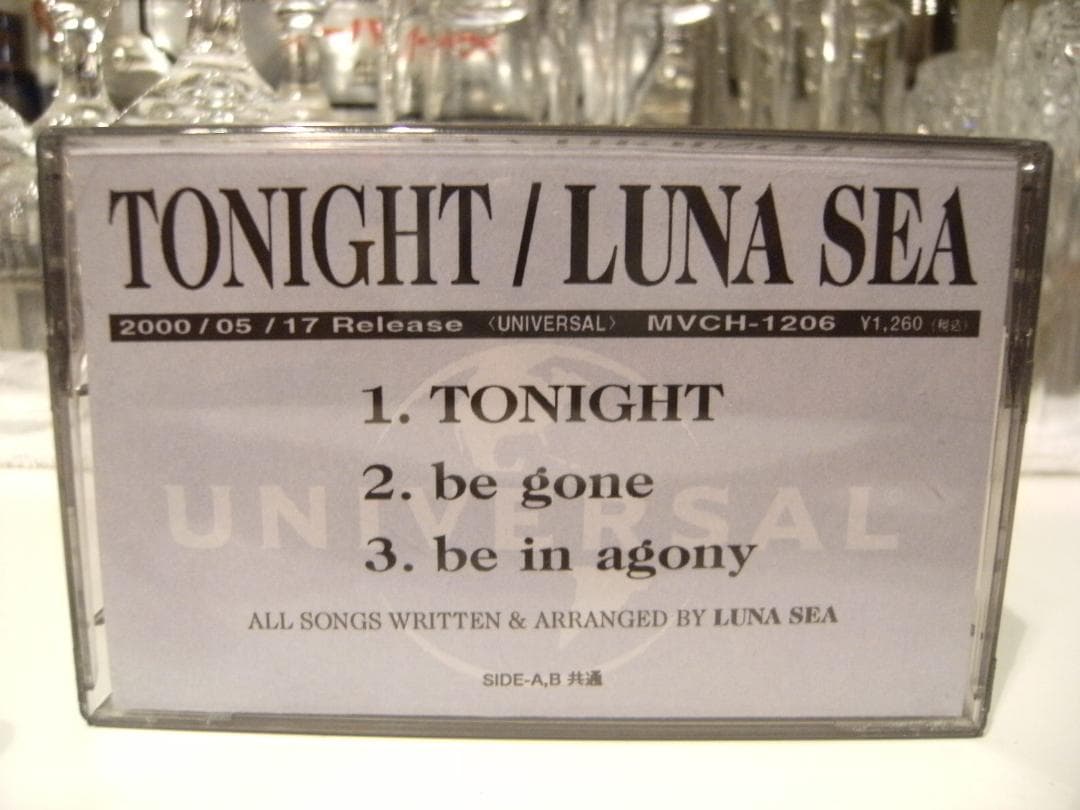 TONIGHT / LUNA SEA
2000/05/17 Release 〈UNIVERSAL〉 MVCH-1206 ¥1,260(税込)
1. TONIGHT
2. be gone
3. be in agony
UNIVERSAL
ALL SONGS WRITTEN & ARRANGED BY LUNA SEA
SIDE-A,B 共通